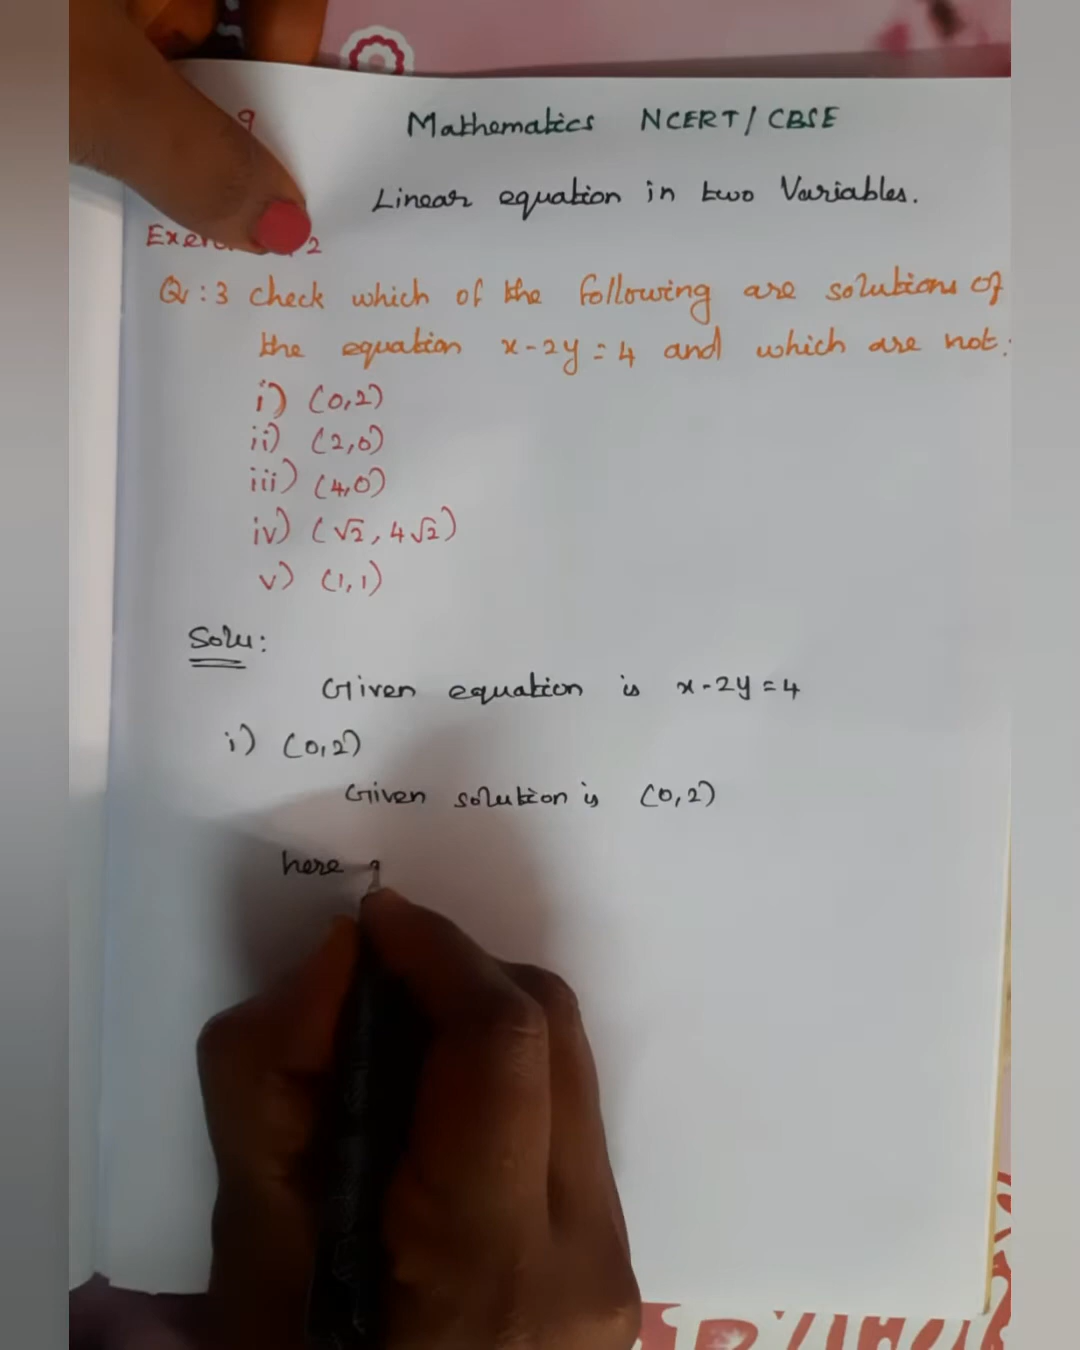 9
Mathematics NCERT / CBSE
Linear equation in two Variables.
2
Q: 3 check which of the following are solutions of
the equation x-2y = 4 and which are not:
i) (0,2)
ii) (2,0)
iii) (4,0)
iv) (√2, 4√2)
v) (1,1)
Solu:
Given equation is x-2y = 4
i) (0,2)
Given solution is (0,2)
here